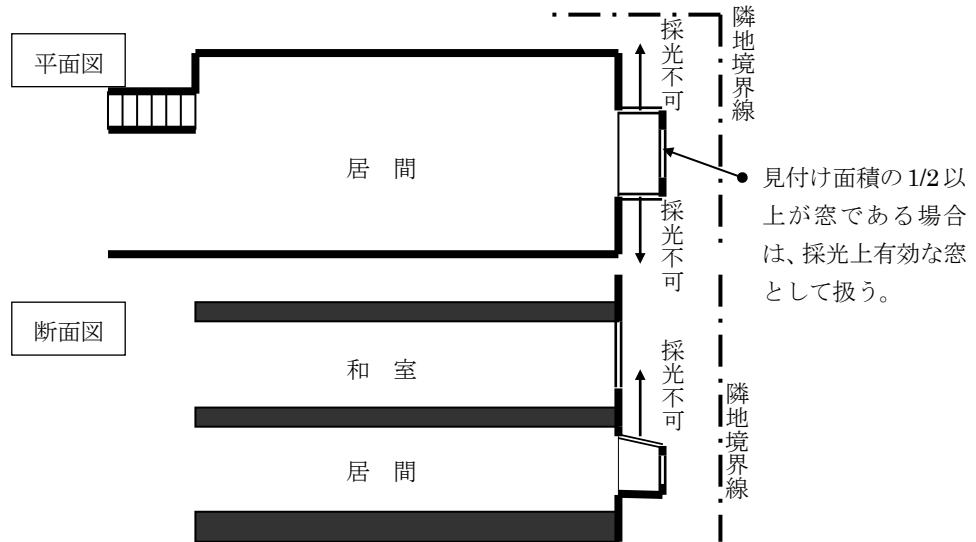 平面図
採光不可
隣地境界線
居 間
見付け面積の 1/2 以
上が窓である場合
は、採光上有効な窓
として扱う。
採光不可
断面図
和 室
採光不可
隣地境界線
居 間